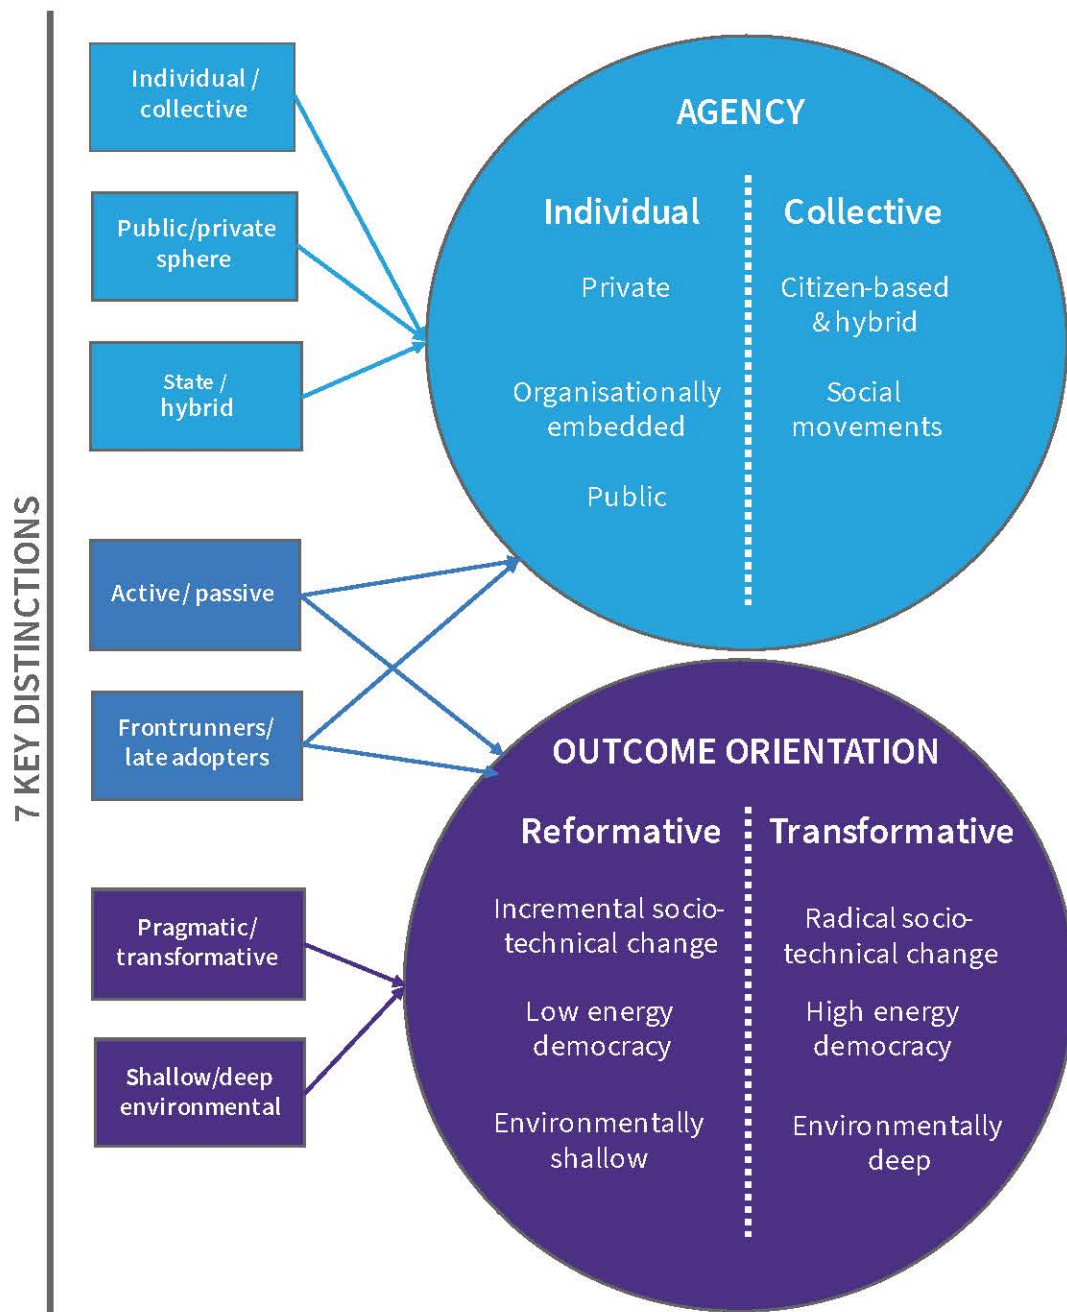 7 KEY DISTINCTIONS
Individual /
collective
Public/private
sphere
State /
hybrid
Active/ passive
Frontrunners/
late adopters
Pragmatic/
transformative
Shallow/deep
environmental
AGENCY
Individual
Private
Organisationally
embedded
Public
Collective
Citizen-based
& hybrid
Social
movements
OUTCOME ORIENTATION
Reformative
Incremental socio-
technical change
Low energy
democracy
Environmentally
shallow
Transformative
Radical socio-
technical change
High energy
democracy
Environmentally
deep